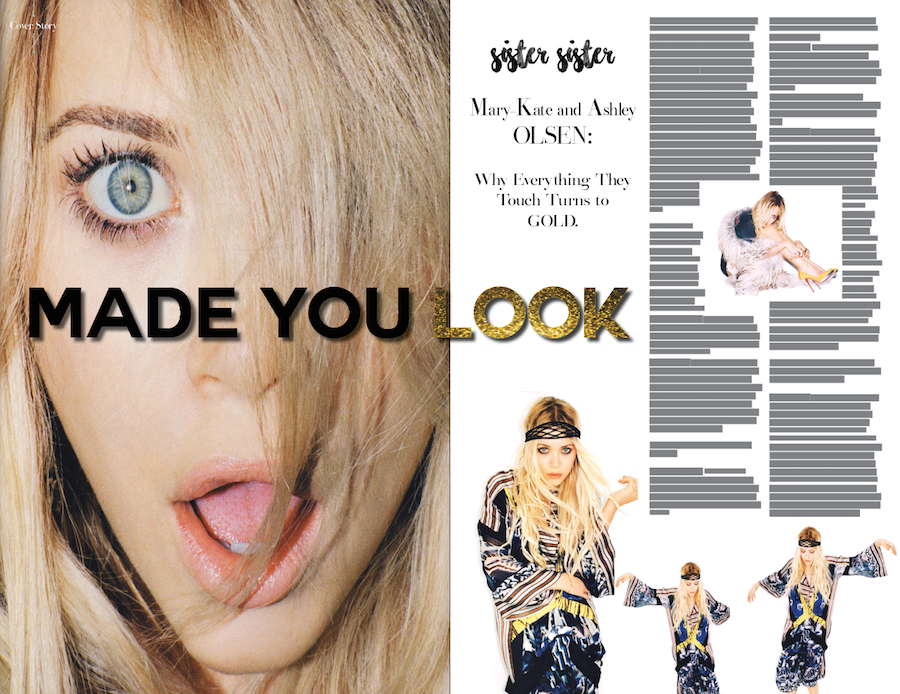 Cover Story
sister sister
Mary-Kate and Ashley
OLSEN:
Why Everything They
Touch Turns to
GOLD.
MADE YOU LOOK